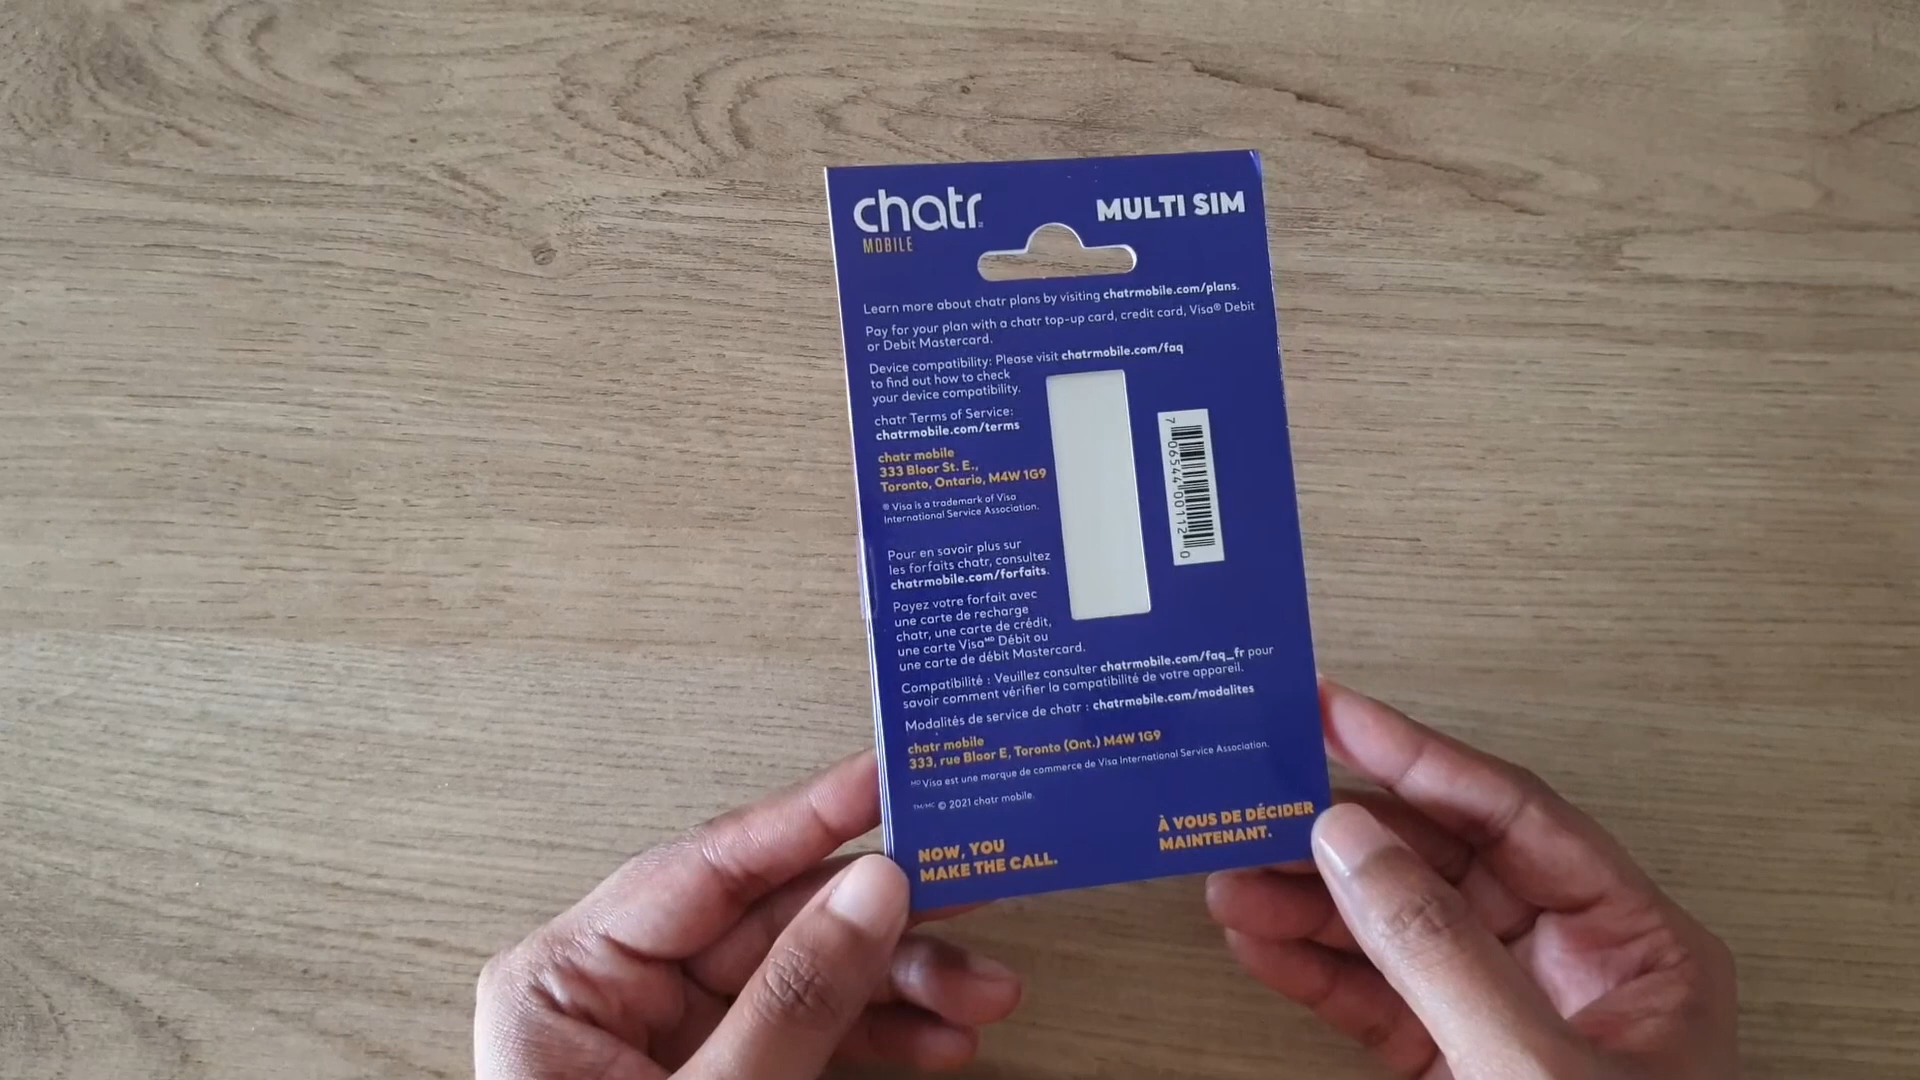 chatr
MOBILE
MULTI SIM
Learn more about chatr plans by visiting chatrmobile.com/plans.
Pay for your plan with a chatr top-up card, credit card, Visa® Debit
or Debit Mastercard.
Device compatibility: Please visit chatrmobile.com/faq
to find out how to check
your device compatibility.
chatr Terms of Service:
chatrmobile.com/terms
chatr mobile
333 Bloor St. E.,
Toronto, Ontario, M4W 1G9
® Visa is a trademark of Visa
International Service Association.
7 06544 00112 0
Pour en savoir plus sur
les forfaits chatr, consultez
chatrmobile.com/forfaits.
Payez votre forfait avec
une carte de recharge
chatr, une carte de crédit,
une carte Visaᴹᴰ Débit ou
une carte de débit Mastercard.
Compatibilité : Veuillez consulter chatrmobile.com/faq_fr pour
savoir comment vérifier la compatibilité de votre appareil.
Modalités de service de chatr : chatrmobile.com/modalites
chatr mobile
333, rue Bloor E, Toronto (Ont.) M4W 1G9
ᴹᴰ Visa est une marque de commerce de Visa International Service Association.
TM/MC © 2021 chatr mobile.
NOW, YOU
MAKE THE CALL.
À VOUS DE DÉCIDER
MAINTENANT.